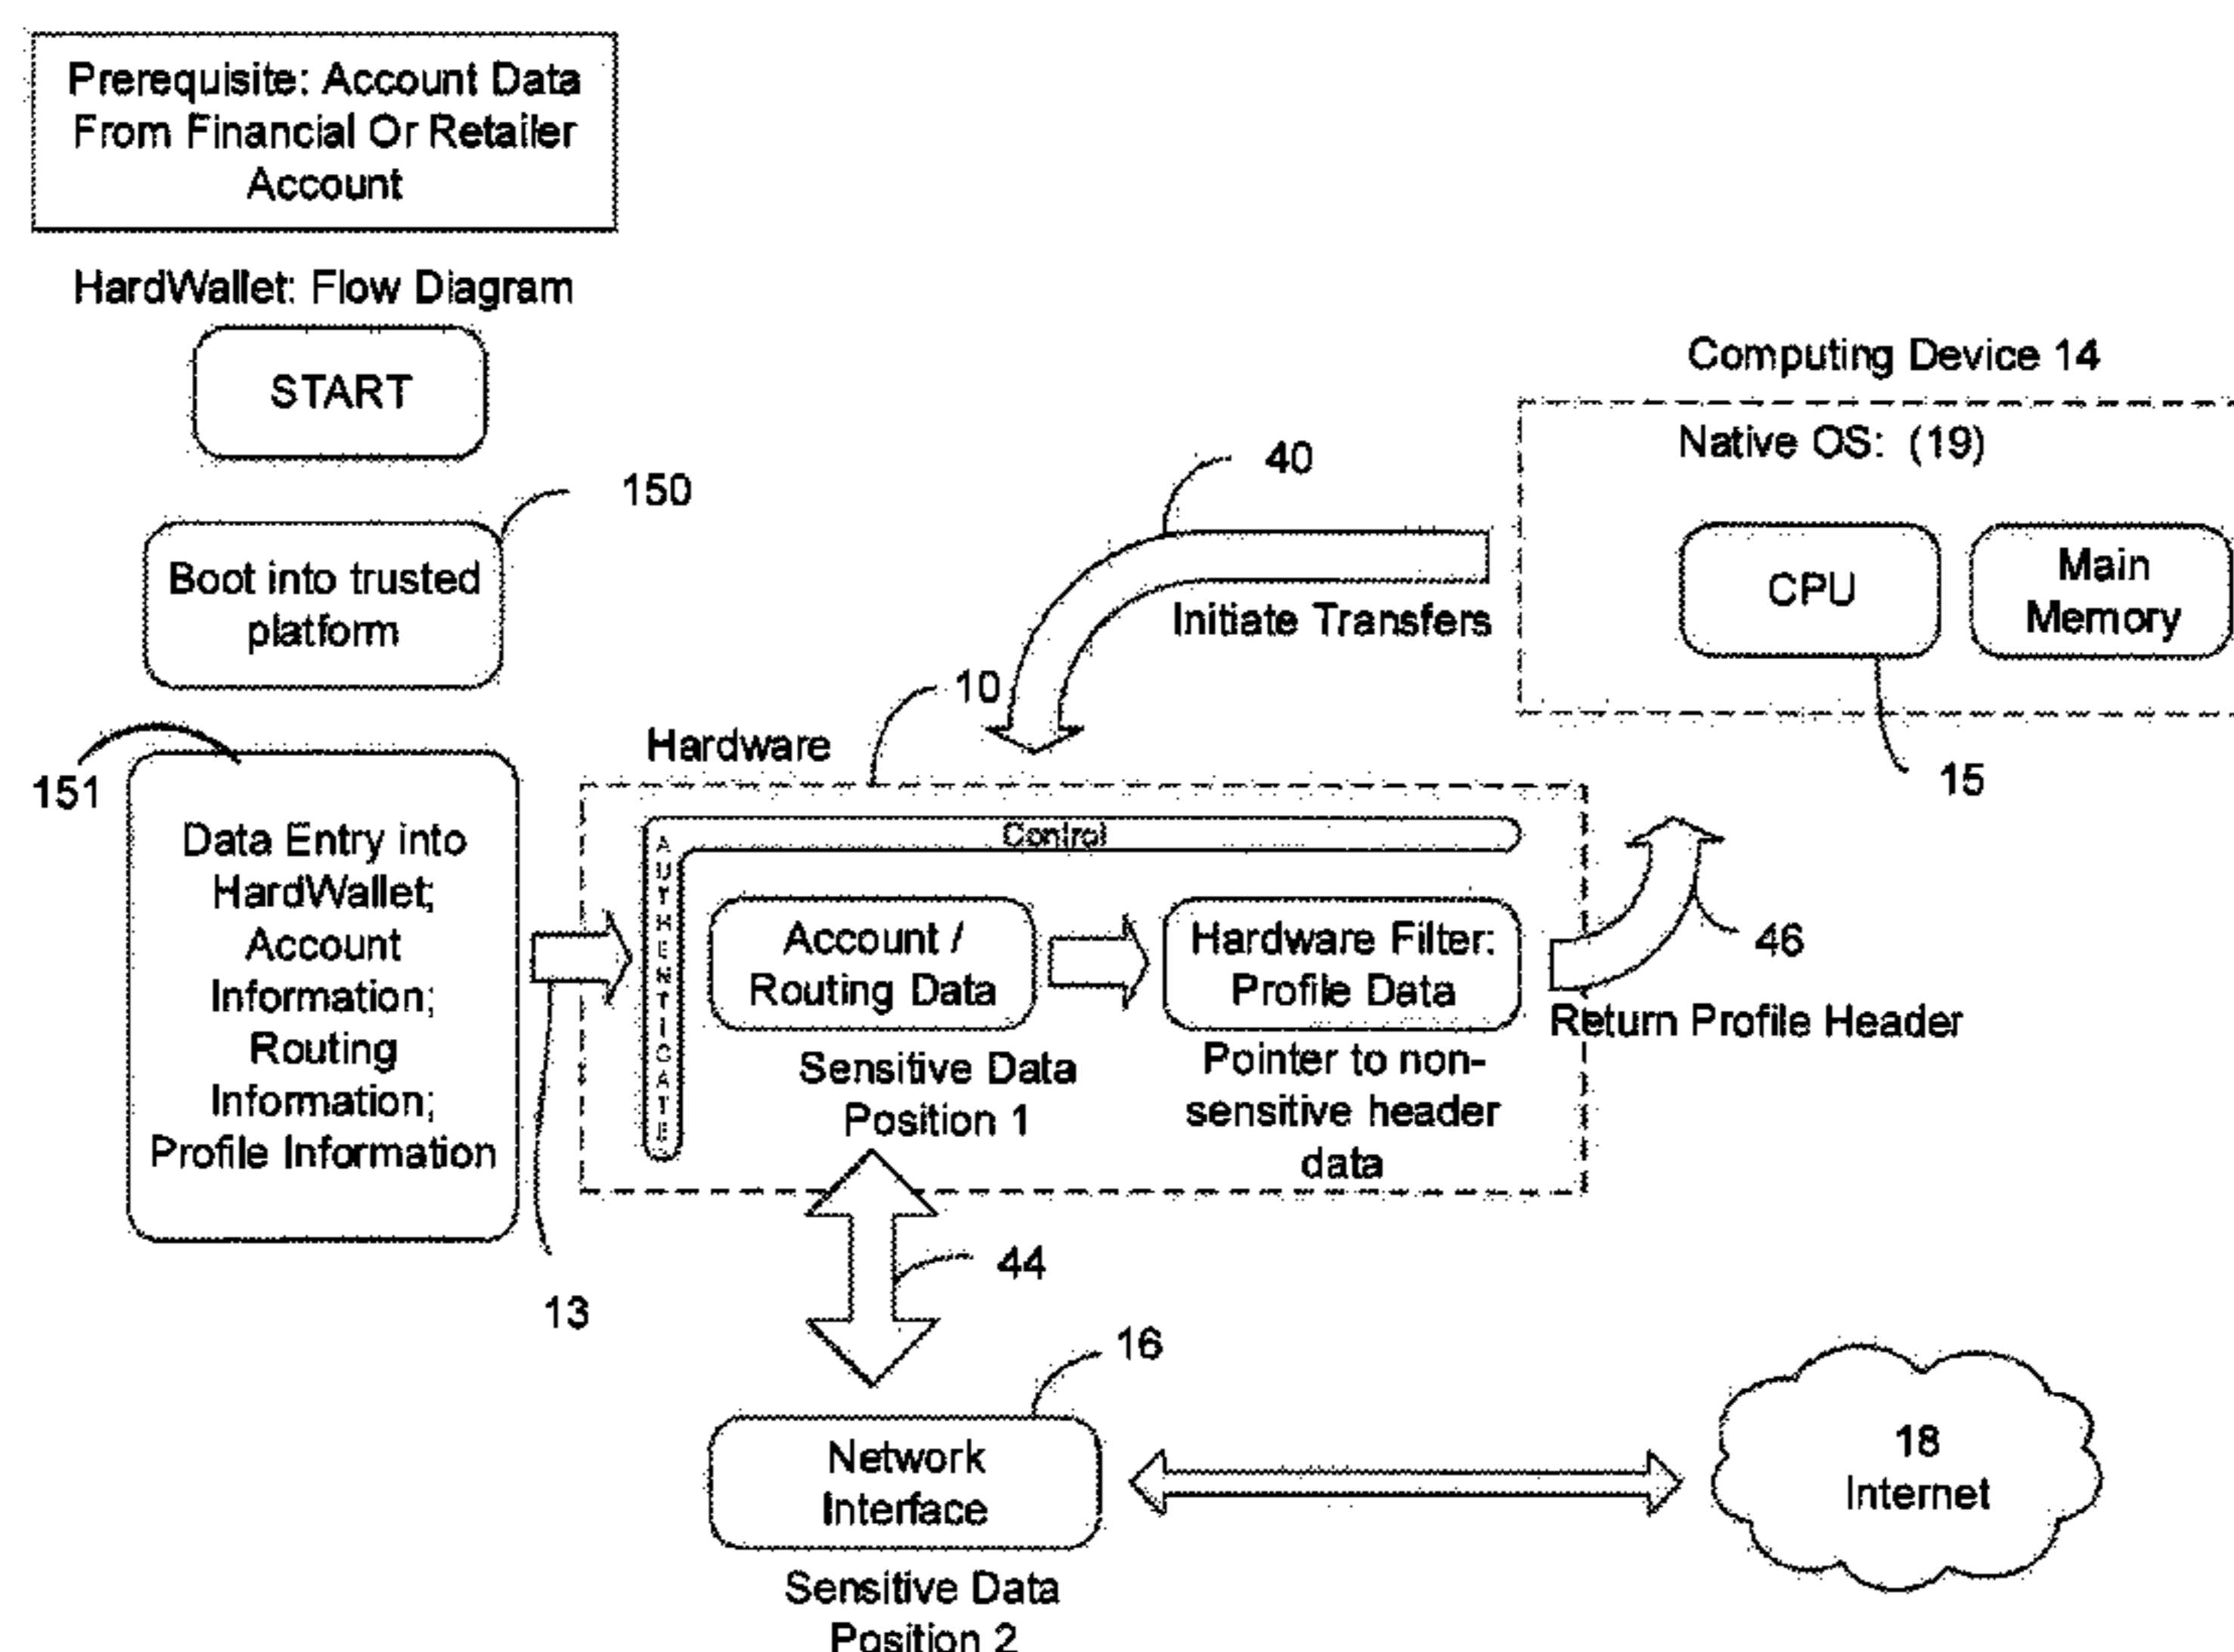 Prerequisite: Account Data
From Financial Or Retailer
Account
HardWallet: Flow Diagram
START
150
Boot into trusted
platform
151
Data Entry into
HardWallet;
Account
Information;
Routing
Information;
Profile Information
13
Computing Device 14
Native OS: (19)
CPU
Main
Memory
15
40
Initiate Transfers
10
Hardware
Control
AUTHENTICATE
Account /
Routing Data
Sensitive Data
Position 1
Hardware Filter:
Profile Data
Pointer to non-
sensitive header
data
46
Return Profile Header
44
16
Network
Interface
Sensitive Data
Position 2
18
Internet